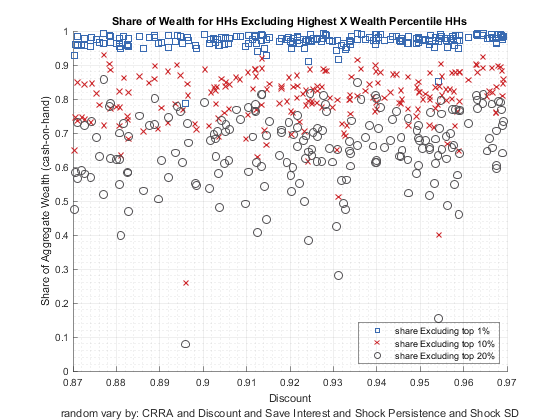 Share of Wealth for HHs Excluding Highest X Wealth Percentile HHs
Share of Aggregate Wealth (cash-on-hand)
1
0.9
0.8
0.7
0.6
0.5
0.4
0.3
0.2
0.1
0
share Excluding top 1%
share Excluding top 10%
share Excluding top 20%
0.87 0.88 0.89 0.9 0.91 0.92 0.93 0.94 0.95 0.96 0.97
Discount
random vary by: CRRA and Discount and Save Interest and Shock Persistence and Shock SD